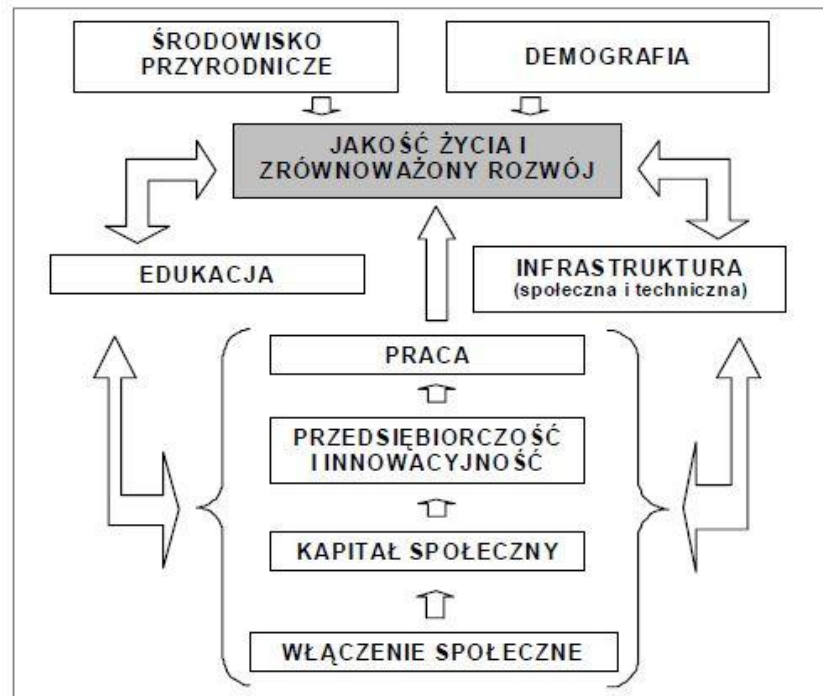 ŚRODOWISKO
PRZYRODNICZE
DEMOGRAFIA
JAKOŚĆ ŻYCIA I
ZRÓWNOWAŻONY ROZWÓJ
EDUKACJA
INFRASTRUKTURA
(społeczna i techniczna)
PRACA
PRZEDSIĘBIORCZOŚĆ
I INNOWACYJNOŚĆ
KAPITAŁ SPOŁECZNY
WŁĄCZENIE SPOŁECZNE